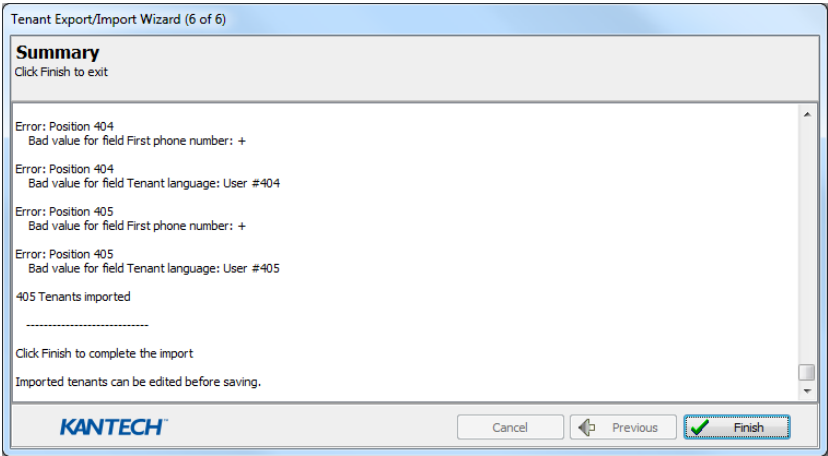 Tenant Export/Import Wizard (6 of 6)
Summary
Click Finish to exit
Error: Position 404
Bad value for field First phone number: +
Error: Position 404
Bad value for field Tenant language: User #404
Error: Position 405
Bad value for field First phone number: +
Error: Position 405
Bad value for field Tenant language: User #405
405 Tenants imported
----------------------------
Click Finish to complete the import
Imported tenants can be edited before saving.
KANTECH
Cancel
Previous
Finish